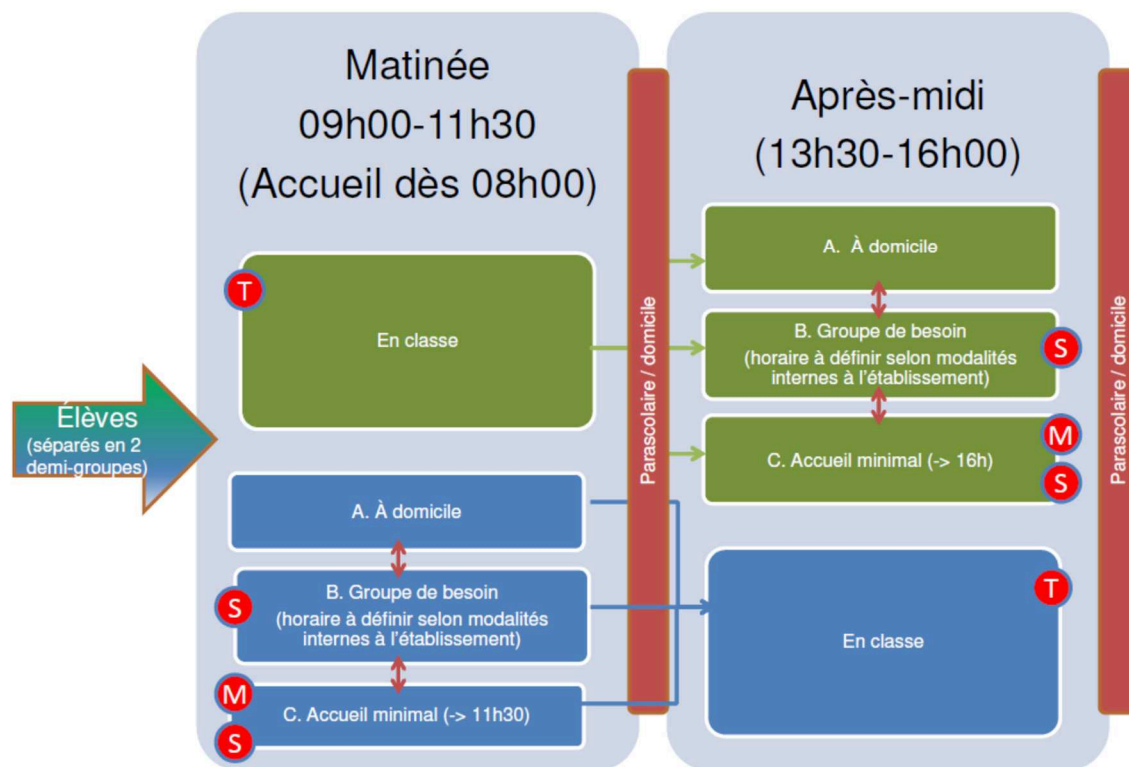 Matinée
09h00-11h30
(Accueil dès 08h00)
Après-midi
(13h30-16h00)
Élèves
(séparés en 2
demi-groupes)
T
En classe
A. À domicile
S
B. Groupe de besoin
(horaire à définir selon modalités
internes à l'établissement)
M
S
C. Accueil minimal (-> 11h30)
Parascolaire / domicile
A. À domicile
B. Groupe de besoin
(horaire à définir selon modalités
internes à l'établissement)
S
C. Accueil minimal (-> 16h)
M
S
T
En classe
Parascolaire / domicile